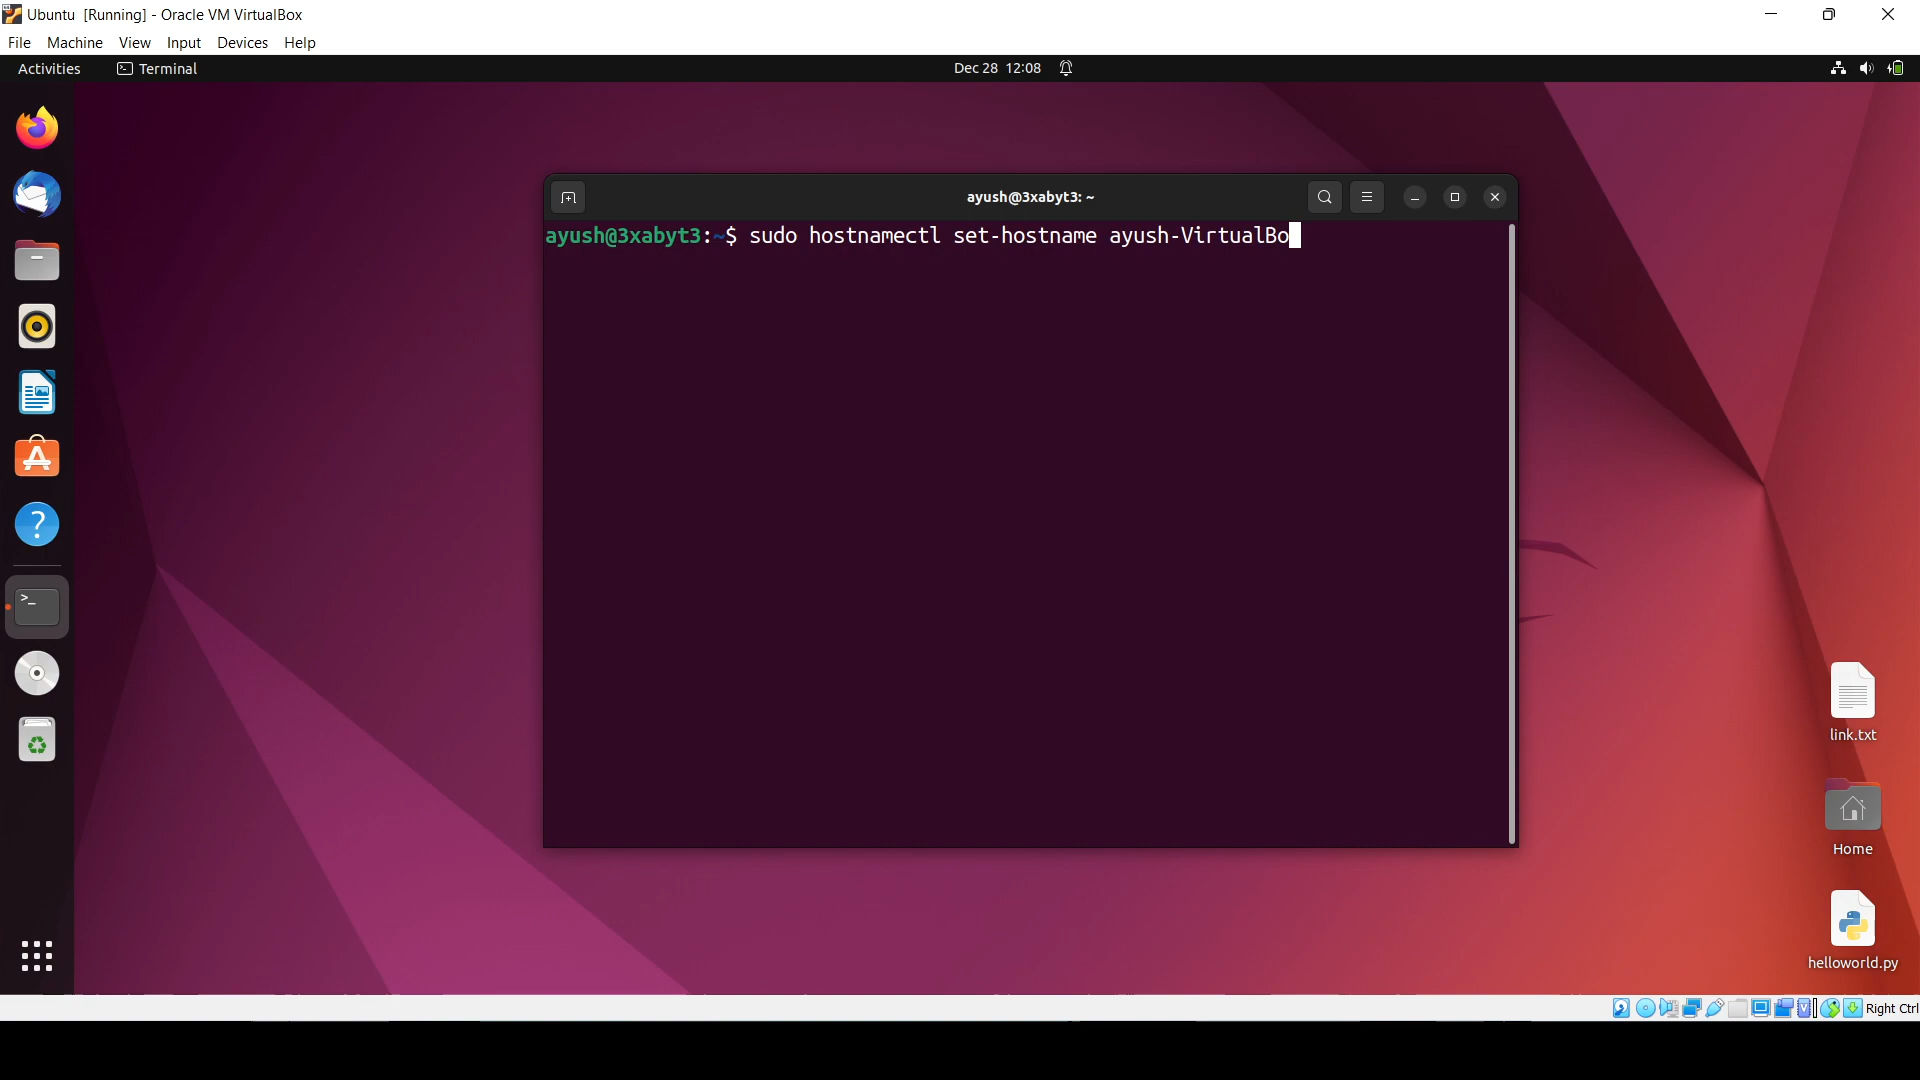 Ubuntu [Running] - Oracle VM VirtualBox
File Machine View Input Devices Help
Activities Terminal Dec 28 12:08
ayush@3xabyt3: ~
ayush@3xabyt3:~$ sudo hostnamectl set-hostname ayush-VirtualBo
link.txt
Home
helloworld.py
Right Ctrl